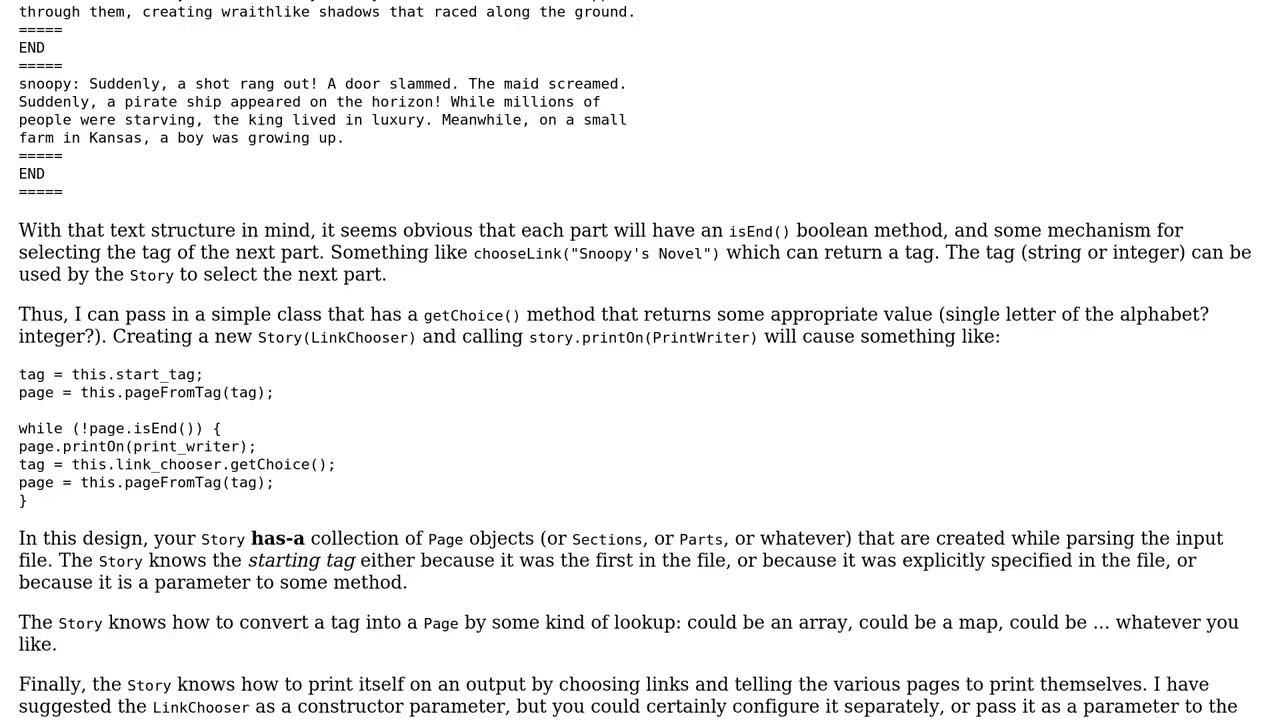 through them, creating wraithlike shadows that raced along the ground.
=====
END
=====
snoopy: Suddenly, a shot rang out! A door slammed. The maid screamed.
Suddenly, a pirate ship appeared on the horizon! While millions of
people were starving, the king lived in luxury. Meanwhile, on a small
farm in Kansas, a boy was growing up.
=====
END
=====
With that text structure in mind, it seems obvious that each part will have an isEnd() boolean method, and some mechanism for
selecting the tag of the next part. Something like chooseLink("Snoopy's Novel") which can return a tag. The tag (string or integer) can be
used by the Story to select the next part.
Thus, I can pass in a simple class that has a getChoice() method that returns some appropriate value (single letter of the alphabet?
integer?). Creating a new Story(LinkChooser) and calling story.printOn(PrintWriter) will cause something like:
tag = this.start_tag;
page = this.pageFromTag(tag);
while (!page.isEnd()) {
page.printOn(print_writer);
tag = this.link_chooser.getChoice();
page = this.pageFromTag(tag);
}
In this design, your Story has-a collection of Page objects (or Sections, or Parts, or whatever) that are created while parsing the input
file. The Story knows the starting tag either because it was the first in the file, or because it was explicitly specified in the file, or
because it is a parameter to some method.
The Story knows how to convert a tag into a Page by some kind of lookup: could be an array, could be a map, could be ... whatever you
like.
Finally, the Story knows how to print itself on an output by choosing links and telling the various pages to print themselves. I have
suggested the LinkChooser as a constructor parameter, but you could certainly configure it separately, or pass it as a parameter to the